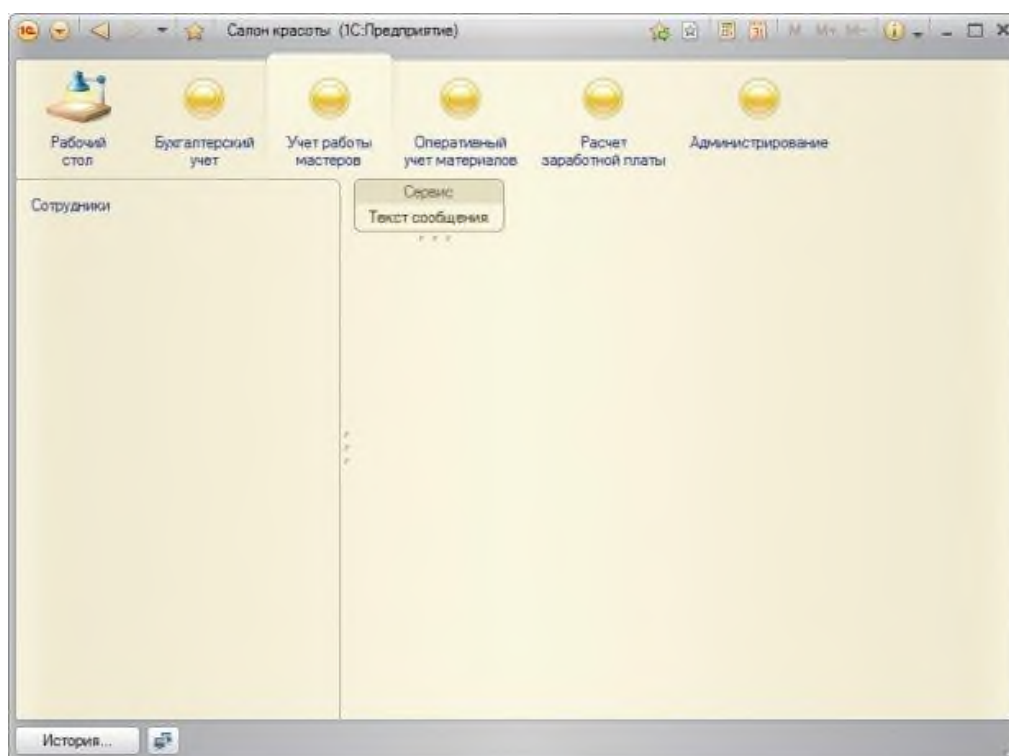 Салон красоты (1С:Предприятие)
M M+ M-
Рабочий
стол
Бухгалтерский
учет
Учет работы
мастеров
Оперативный
учет материалов
Расчет
заработной платы
Администрирование
Сотрудники
Сервис
Текст сообщения
История...